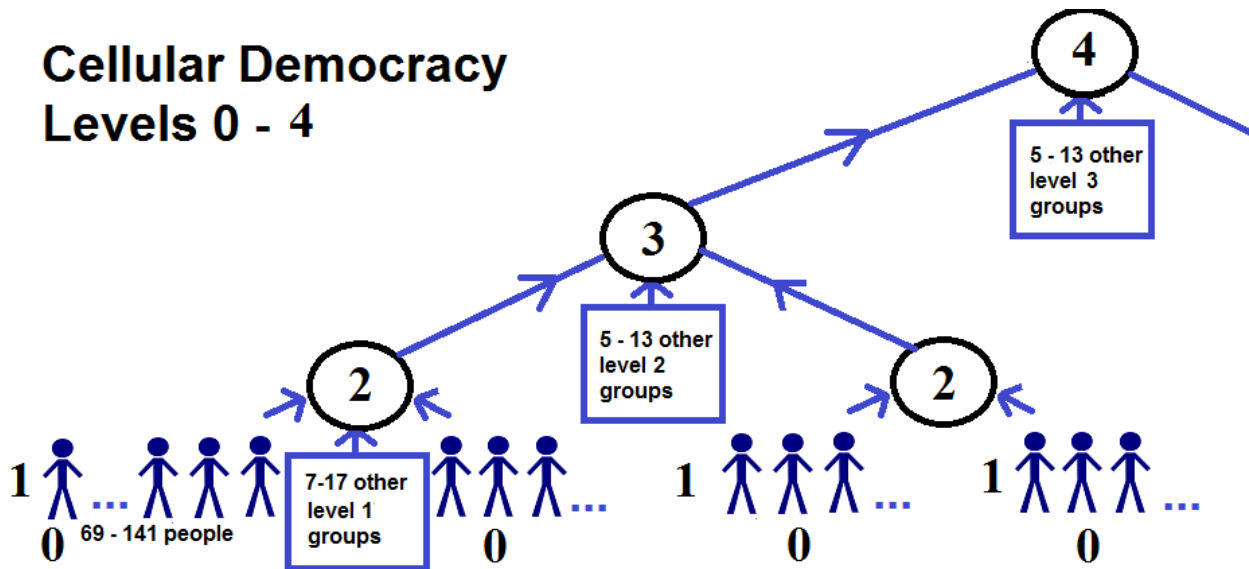 Cellular Democracy
Levels 0 - 4
4
5 - 13 other
level 3
groups
3
5 - 13 other
level 2
groups
2
2
1
...
7-17 other
level 1
groups
...
1
...
1
...
0
69 - 141 people
0
0
0